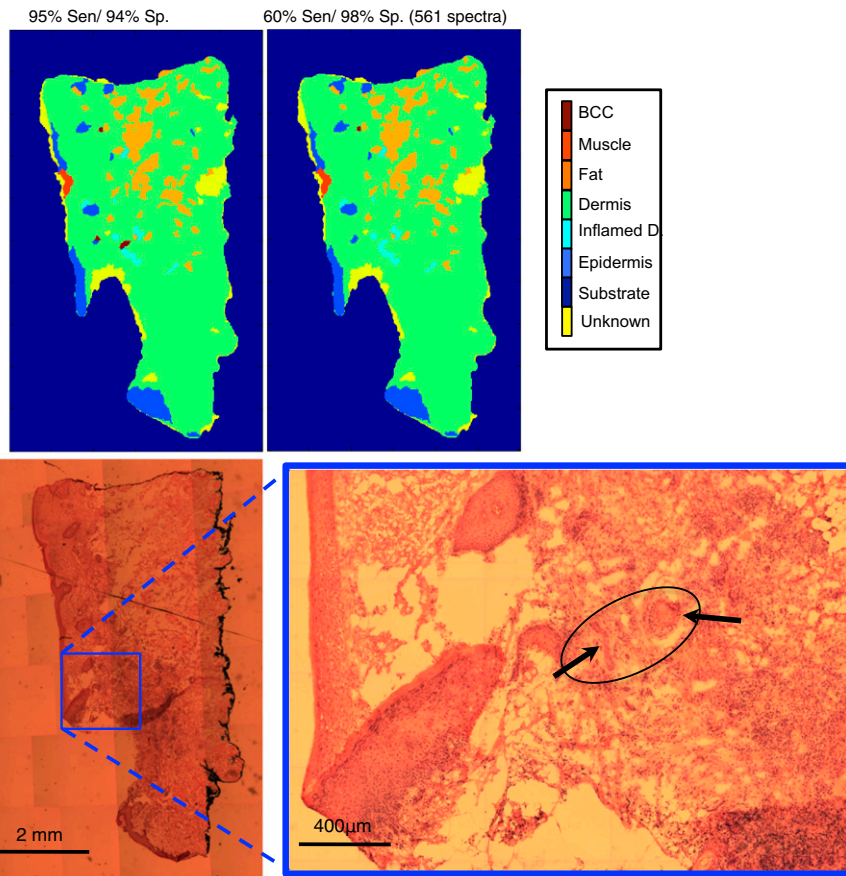 95% Sen/ 94% Sp.
60% Sen/ 98% Sp. (561 spectra)
BCC
Muscle
Fat
Dermis
Inflamed D.
Epidermis
Substrate
Unknown
2 mm
400µm